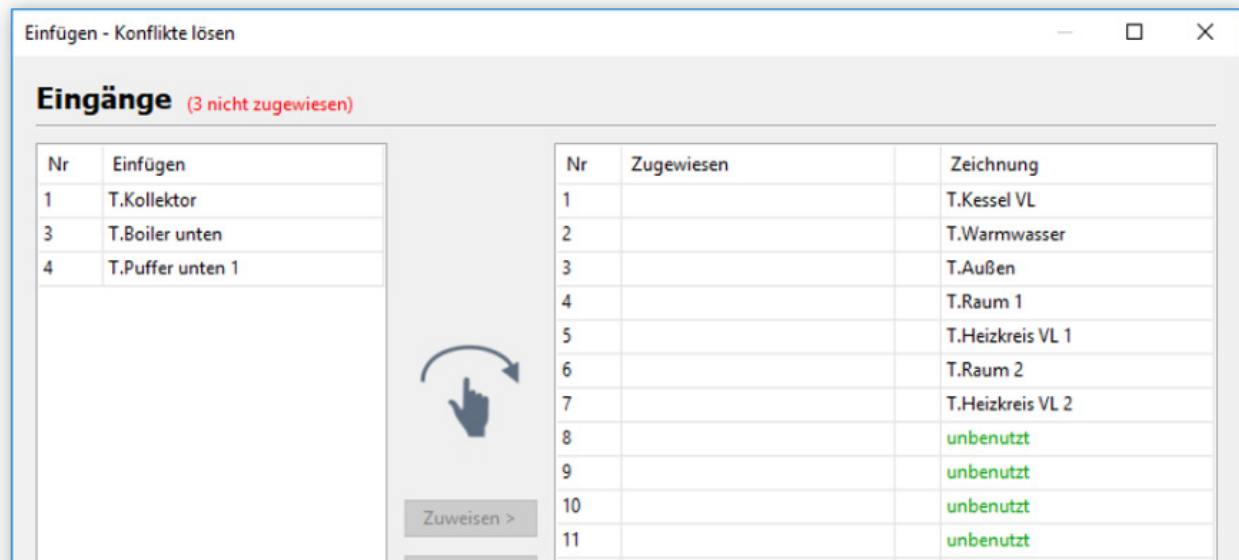 Einfügen - Konflikte lösen
Eingänge (3 nicht zugewiesen)
Nr Einfügen
1 T.Kollektor
3 T.Boiler unten
4 T.Puffer unten 1
Zuweisen >
Nr Zugewiesen Zeichnung
1 T.Kessel VL
2 T.Warmwasser
3 T.Außen
4 T.Raum 1
5 T.Heizkreis VL 1
6 T.Raum 2
7 T.Heizkreis VL 2
8 unbenutzt
9 unbenutzt
10 unbenutzt
11 unbenutzt